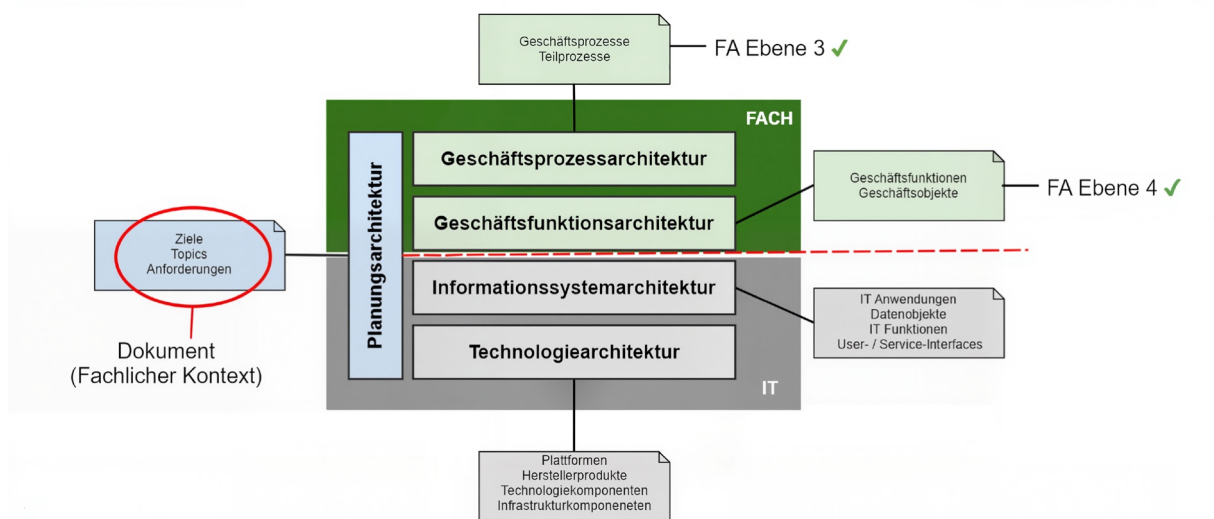 Geschäftsprozesse
Teilprozesse
FA Ebene 3 ✓
FACH
Geschäftsprozessarchitektur
Geschäftsfunktionen
Geschäftsobjekte
FA Ebene 4 ✓
Geschäftsfunktionsarchitektur
Planungsarchitektur
Ziele
Topics
Anforderungen
Informationssystemarchitektur
IT Anwendungen
Datenobjekte
IT Funktionen
User- / Service-Interfaces
Dokument
(Fachlicher Kontext)
Technologiearchitektur
IT
Plattformen
Herstellerprodukte
Technologiekomponenten
Infrastrukturkomponeneten